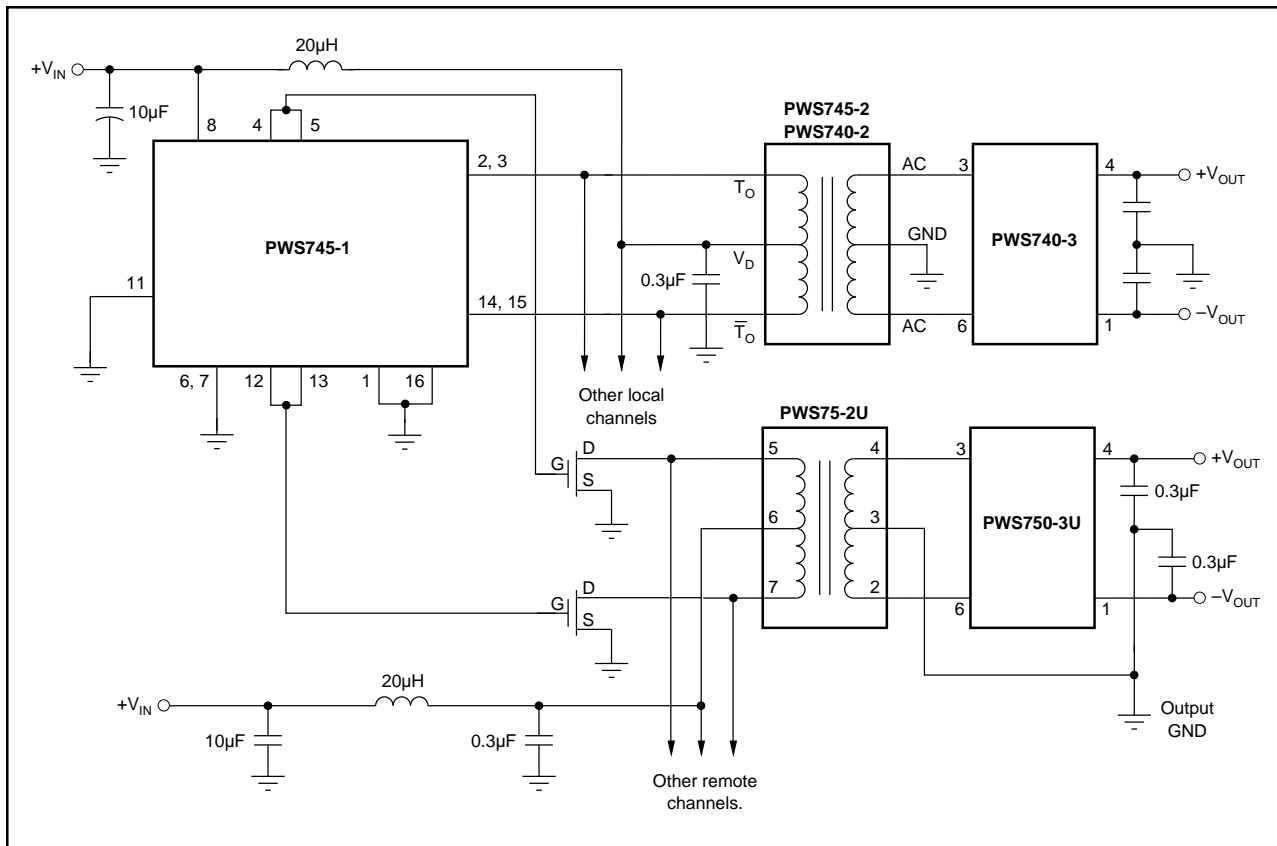 20µH
+VIN
10µF
8
4
5
2, 3
PWS745-1
11
14, 15
6, 7
12
13
1
16
PWS745-2
PWS740-2
TO
VD
0.3µF
T̅O
AC
GND
AC
3
6
PWS740-3
4
+VOUT
1
–VOUT
Other local
channels
G
D
S
G
D
S
PWS75-2U
5
6
7
4
3
2
3
6
PWS750-3U
4
+VOUT
0.3µF
0.3µF
1
–VOUT
20µH
+VIN
10µF
0.3µF
Output
GND
Other remote
channels.